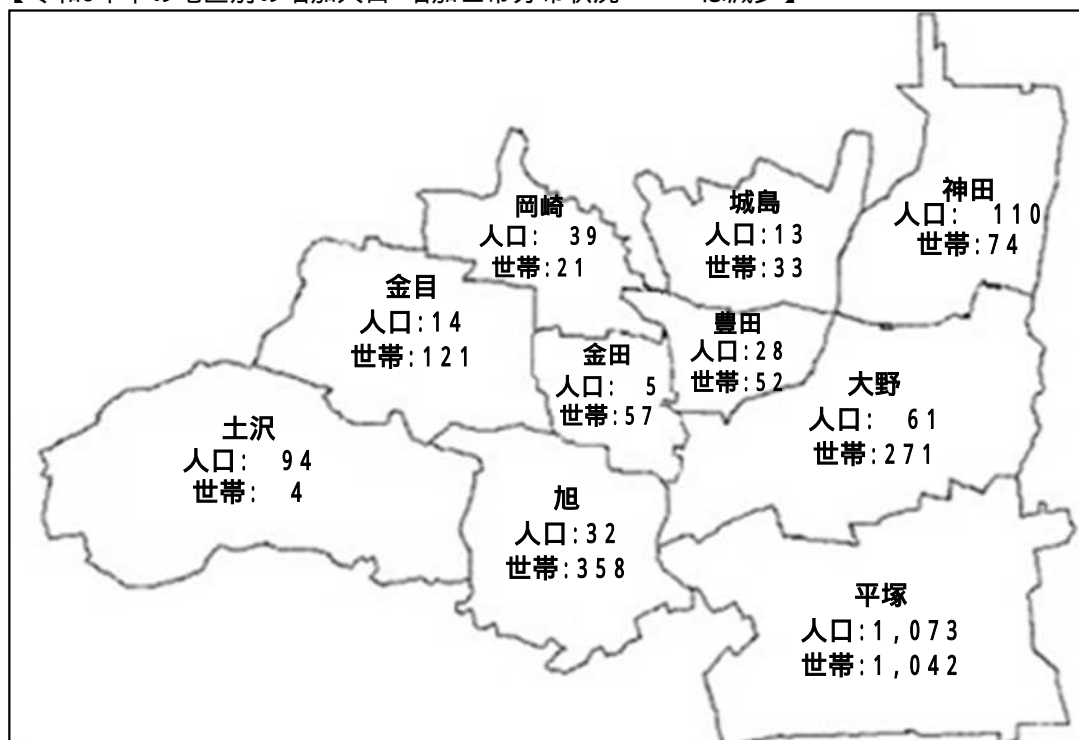 岡崎
人口: 39
世帯:21
城島
人口:13
世帯:33
神田
人口: 110
世帯:74
金目
人口:14
世帯:121
金田
人口: 5
世帯:57
豊田
人口:28
世帯:52
大野
人口: 61
世帯:271
土沢
人口: 94
世帯: 4
旭
人口:32
世帯:358
平塚
人口:1,073
世帯:1,042